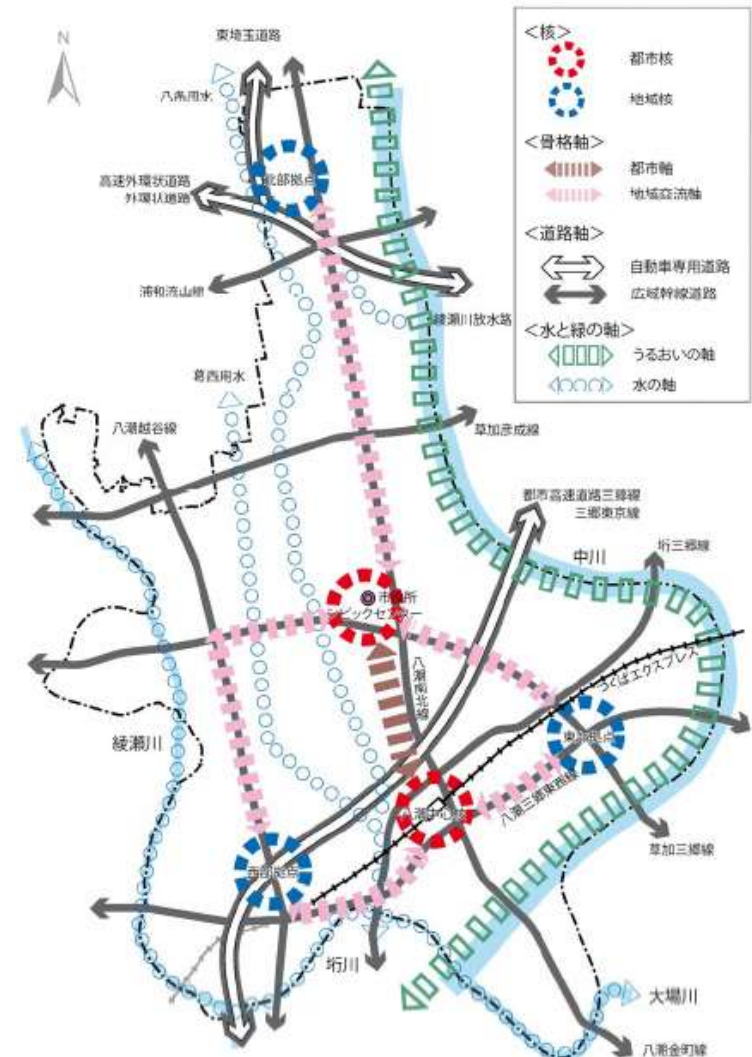 N
東埼玉道路
八条用水
高速外環状道路
外環状道路
北部拠点
浦和流山線
綾瀬川放水路
葛西用水
八潮越谷線
草加彦成線
都市高速道路三郷線
三郷東京線
中川
垳三郷線
市役所
シビックセンター
つくばエクスプレス
八潮南北線
東部拠点
綾瀬川
八潮中心核
八潮三郷東西線
草加三郷線
西部拠点
垳川
大場川
八潮金町線
<核>
都市核
地域核
<骨格軸>
都市軸
地域交流軸
<道路軸>
自動車専用道路
広域幹線道路
<水と緑の軸>
うるおいの軸
水の軸